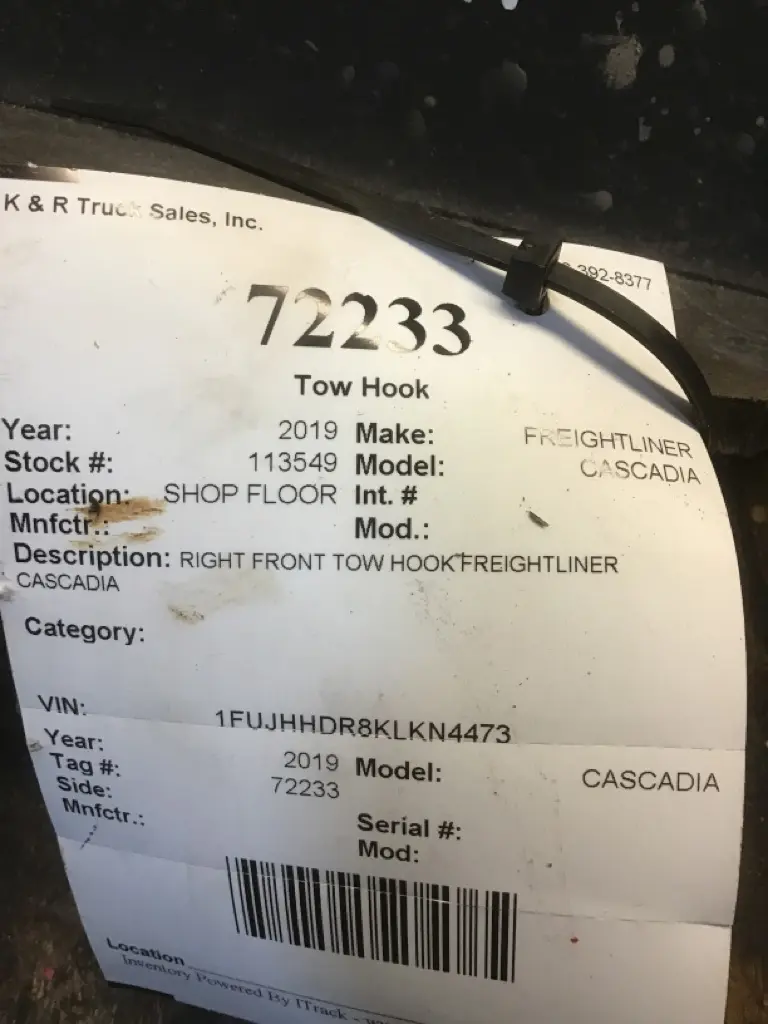 K & R Truck Sales, Inc.
392-8377
72233
Tow Hook
Year: 2019 Make: FREIGHTLINER
Stock #: 113549 Model: CASCADIA
Location: SHOP FLOOR Int. #
Mnfctr.: Mod.:
Description: RIGHT FRONT TOW HOOK FREIGHTLINER
CASCADIA
Category:
VIN: 1FUJHHDR8KLKN4473
Year: 2019 Model: CASCADIA
Tag #: 72233
Side: Serial #:
Mnfctr.: Mod:
Location
Inventory Powered By ITrack -